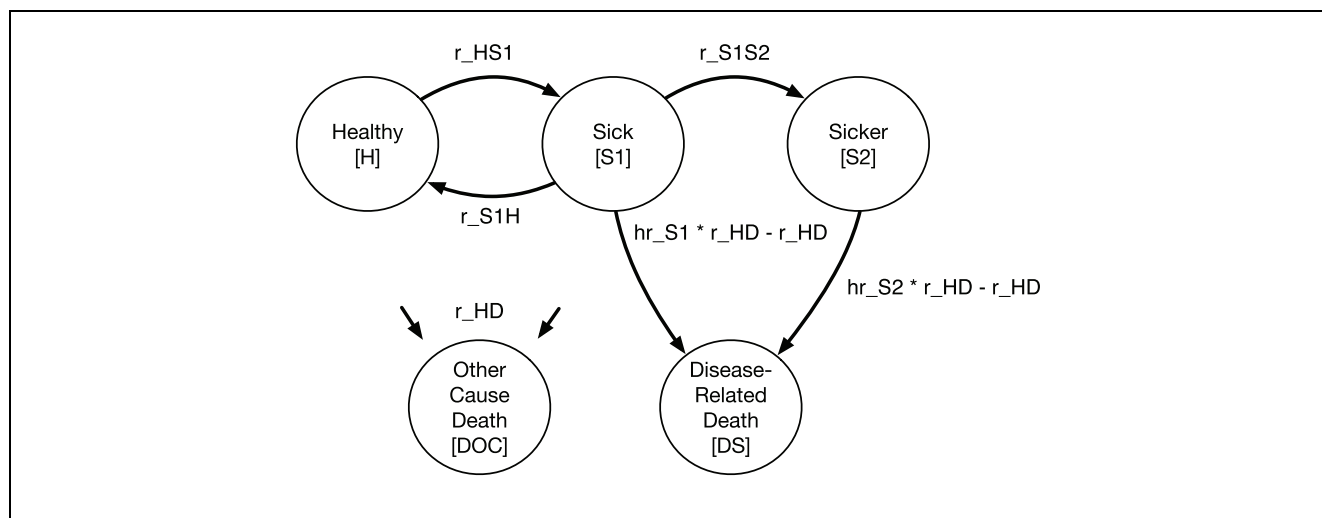 r_HS1
r_S1S2
Healthy
[H]
Sick
[S1]
Sicker
[S2]
r_S1H
hr_S1 * r_HD - r_HD
hr_S2 * r_HD - r_HD
r_HD
Other
Cause
Death
[DOC]
Disease-
Related
Death
[DS]